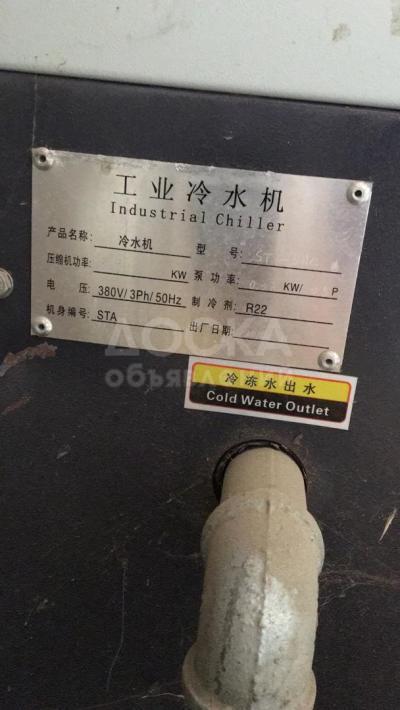 工业冷水机
Industrial Chiller
产品名称: 冷水机 型 号:
压缩机功率: KW 泵 功 率: KW/ P
电 压: 380V/3Ph/50Hz 制 冷 剂: R22
机身编号: STA 出厂日期:
ДОСКА
объявлений
冷冻水出水
Cold Water Outlet